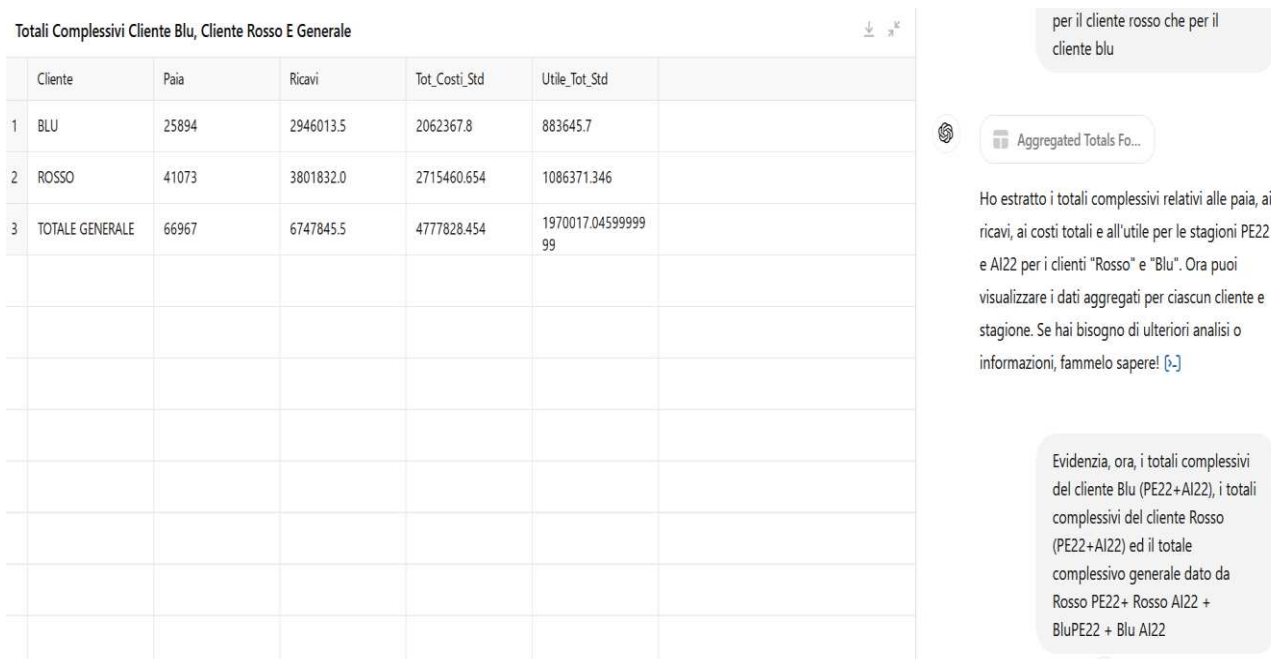 Totali Complessivi Cliente Blu, Cliente Rosso E Generale
Cliente Paia Ricavi Tot_Costi_Std Utile_Tot_Std
1 BLU 25894 2946013.5 2062367.8 883645.7
2 ROSSO 41073 3801832.0 2715460.654 1086371.346
3 TOTALE GENERALE 66967 6747845.5 4777828.454 1970017.04599999
99
per il cliente rosso che per il
cliente blu
Aggregated Totals Fo...
Ho estratto i totali complessivi relativi alle paia, ai
ricavi, ai costi totali e all'utile per le stagioni PE22
e AI22 per i clienti "Rosso" e "Blu". Ora puoi
visualizzare i dati aggregati per ciascun cliente e
stagione. Se hai bisogno di ulteriori analisi o
informazioni, fammelo sapere! [>-]
Evidenzia, ora, i totali complessivi
del cliente Blu (PE22+AI22), i totali
complessivi del cliente Rosso
(PE22+AI22) ed il totale
complessivo generale dato da
Rosso PE22+ Rosso AI22 +
BluPE22 + Blu AI22